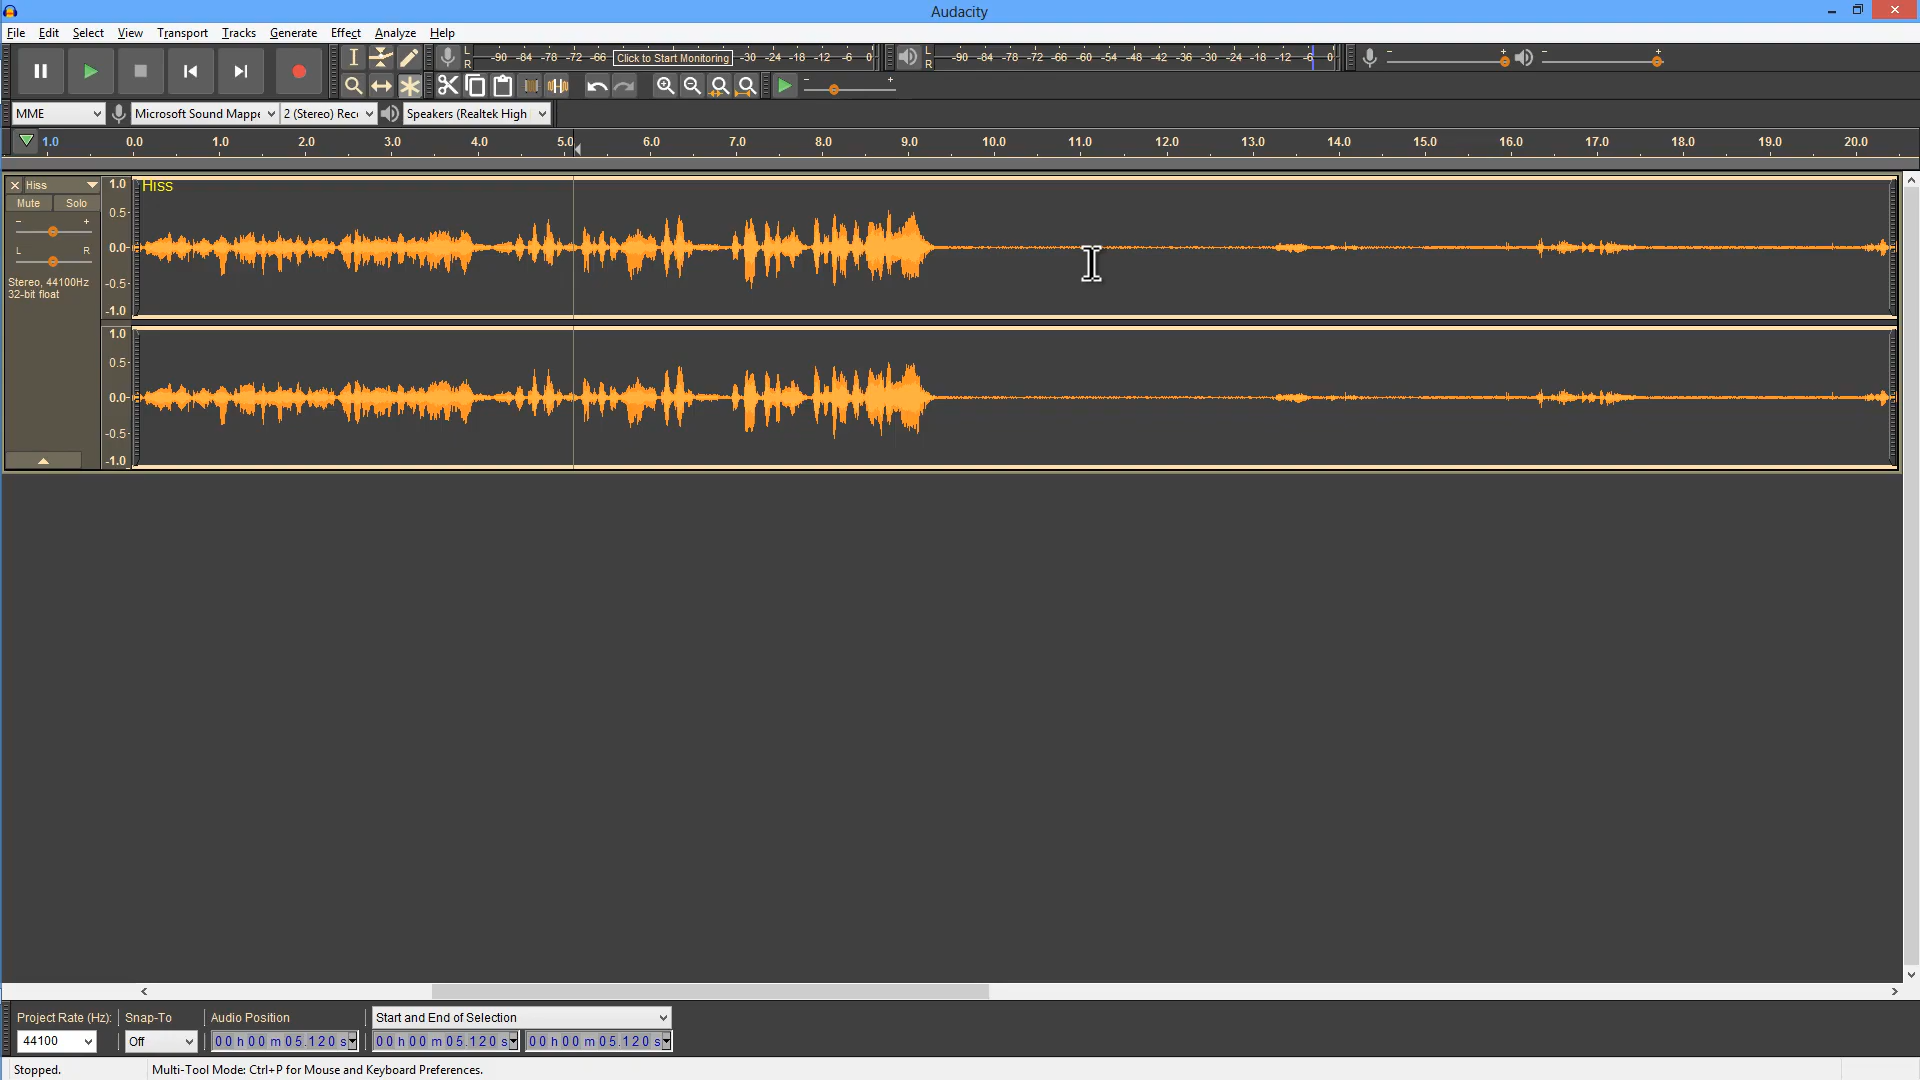 Audacity
File Edit Select View Transport Tracks Generate Effect Analyze Help
L R -90 -84 -78 -72 -66 Click to Start Monitoring -30 -24 -18 -12 -6 0
L R -90 -84 -78 -72 -66 -60 -54 -48 -42 -36 -30 -24 -18 -12 -6 0
MME Microsoft Sound Mappe 2 (Stereo) Rec Speakers (Realtek High
1.0 0.0 1.0 2.0 3.0 4.0 5.0 6.0 7.0 8.0 9.0 10.0 11.0 12.0 13.0 14.0 15.0 16.0 17.0 18.0 19.0 20.0
Hiss 1.0 Hiss
Mute Solo
- + 0.5
L R 0.0
Stereo, 44100Hz -0.5
32-bit float
-1.0
1.0
0.5
0.0
-0.5
-1.0
Project Rate (Hz): Snap-To Audio Position Start and End of Selection
44100 Off 00 h 00 m 05.120 s 00 h 00 m 05.120 s 00 h 00 m 05.120 s
Stopped. Multi-Tool Mode: Ctrl+P for Mouse and Keyboard Preferences.